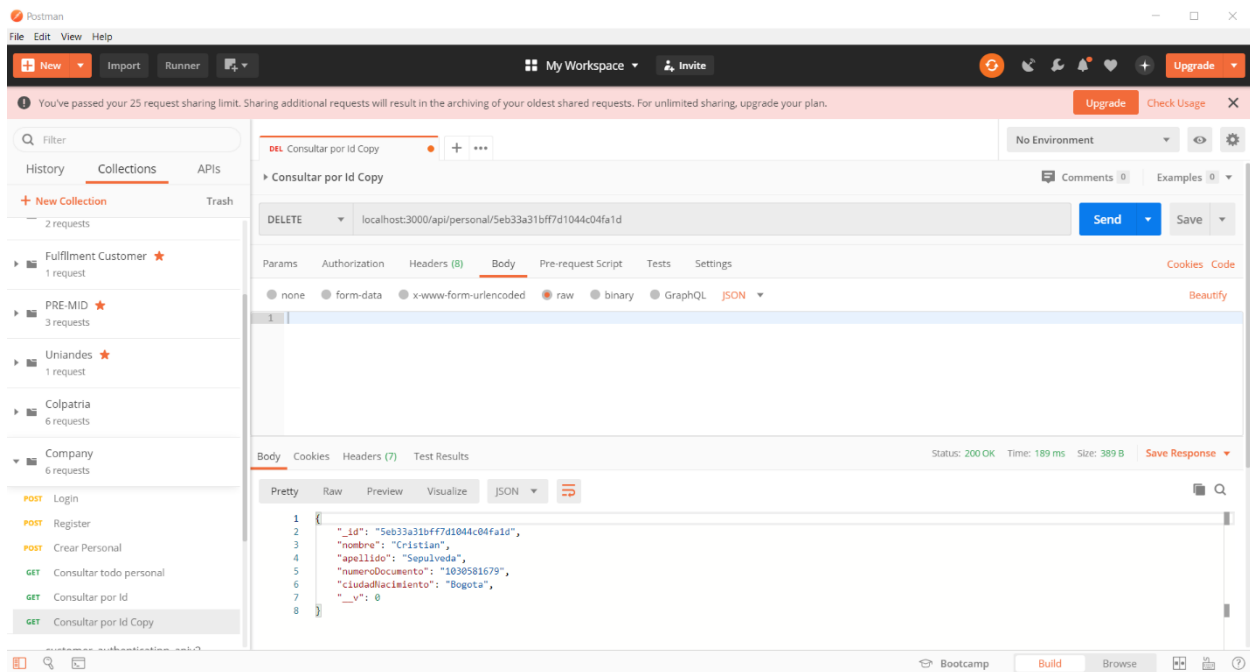 Postman
File Edit View Help
New Import Runner My Workspace Invite Upgrade
You've passed your 25 request sharing limit. Sharing additional requests will result in the archiving of your oldest shared requests. For unlimited sharing, upgrade your plan. Upgrade Check Usage
Filter
History Collections APIs
+ New Collection Trash
2 requests
Fulfilment Customer
1 request
PRE-MID
3 requests
Uniandes
1 request
Colpatria
6 requests
Company
6 requests
POST Login
POST Register
POST Crear Personal
GET Consultar todo personal
GET Consultar por Id
GET Consultar por Id Copy
DEL Consultar por Id Copy
No Environment
Consultar por Id Copy Comments 0 Examples 0
DELETE localhost:3000/api/personal/5eb33a31bff7d1044c04fa1d Send Save
Params Authorization Headers (8) Body Pre-request Script Tests Settings Cookies Code
none form-data x-www-form-urlencoded raw binary GraphQL JSON Beautify
1
Body Cookies Headers (7) Test Results Status: 200 OK Time: 189 ms Size: 389 B Save Response
Pretty Raw Preview Visualize JSON
1 {
2 "_id": "5eb33a31bff7d1044c04fa1d",
3 "nombre": "Cristian",
4 "apellido": "Sepulveda",
5 "numeroDocumento": "1030581679",
6 "ciudadNacimiento": "Bogota",
7 "__v": 0
8 }
Bootcamp Build Browse